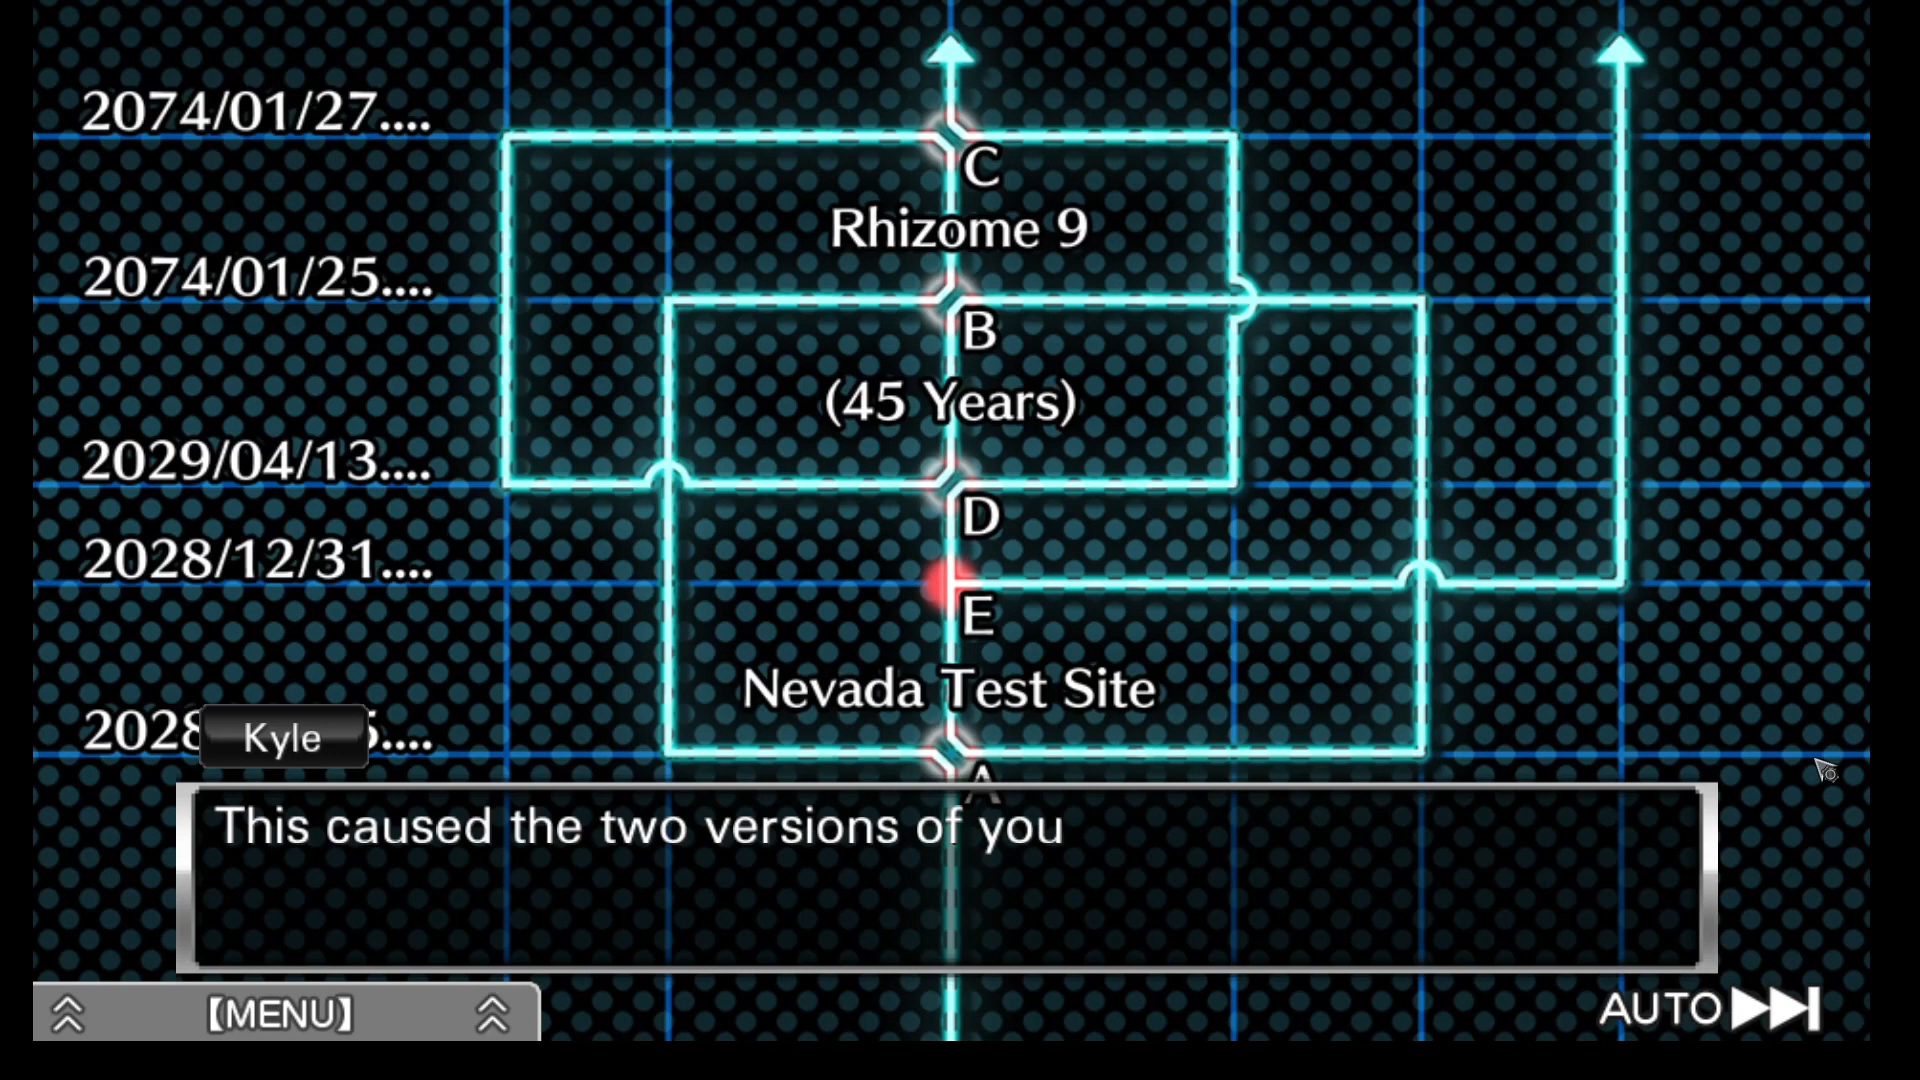 2074/01/27....
C
Rhizome 9
2074/01/25....
B
(45 Years)
2029/04/13....
D
2028/12/31....
E
Nevada Test Site
Kyle
A
This caused the two versions of you
【MENU】
AUTO